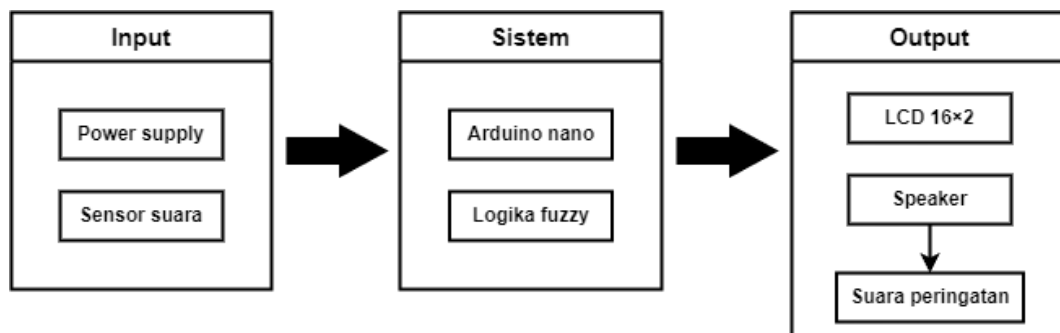 Input
Power supply
Sensor suara
Sistem
Arduino nano
Logika fuzzy
Output
LCD 16×2
Speaker
Suara peringatan